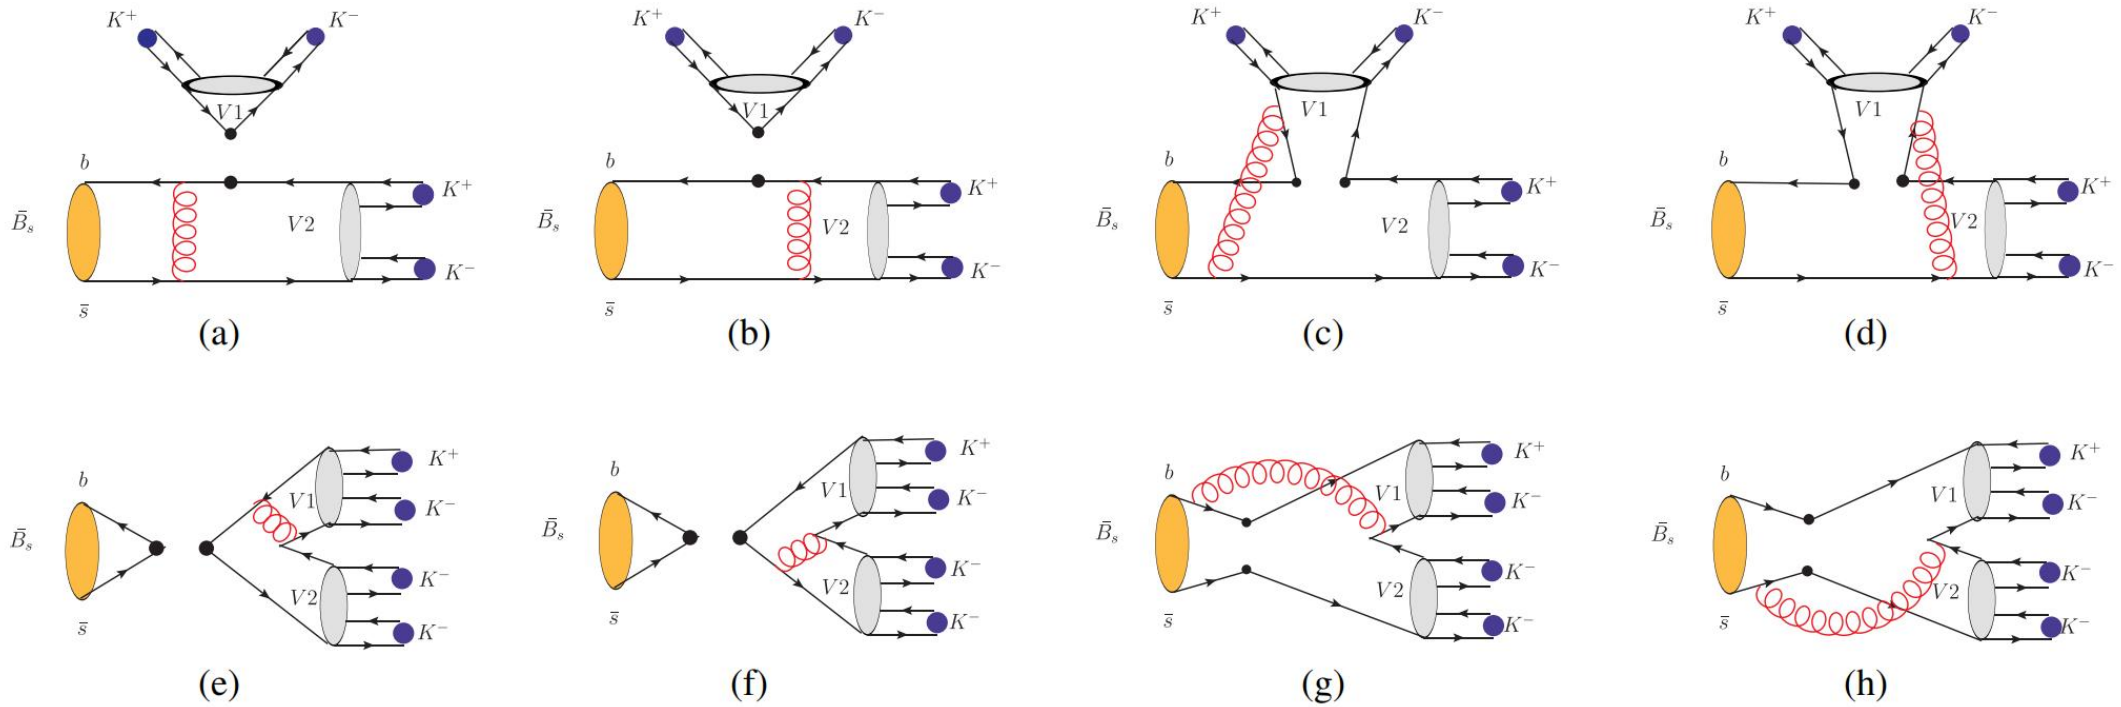 K⁺ K⁻
V1
b
B̄ₛ
V2
K⁺
K⁻
s̄
(a)
K⁺ K⁻
V1
b
B̄ₛ
V2
K⁺
K⁻
s̄
(b)
K⁺ K⁻
V1
b
B̄ₛ
V2
K⁺
K⁻
s̄
(c)
K⁺ K⁻
V1
b
B̄ₛ
V2
K⁺
K⁻
s̄
(d)
b
B̄ₛ
s̄
V1
V2
K⁺
K⁻
K⁻
K⁻
(e)
b
B̄ₛ
s̄
V1
V2
K⁺
K⁻
K⁻
K⁻
(f)
b
B̄ₛ
s̄
V1
V2
K⁺
K⁻
K⁻
K⁻
(g)
b
B̄ₛ
s̄
V1
V2
K⁺
K⁻
K⁻
K⁻
(h)